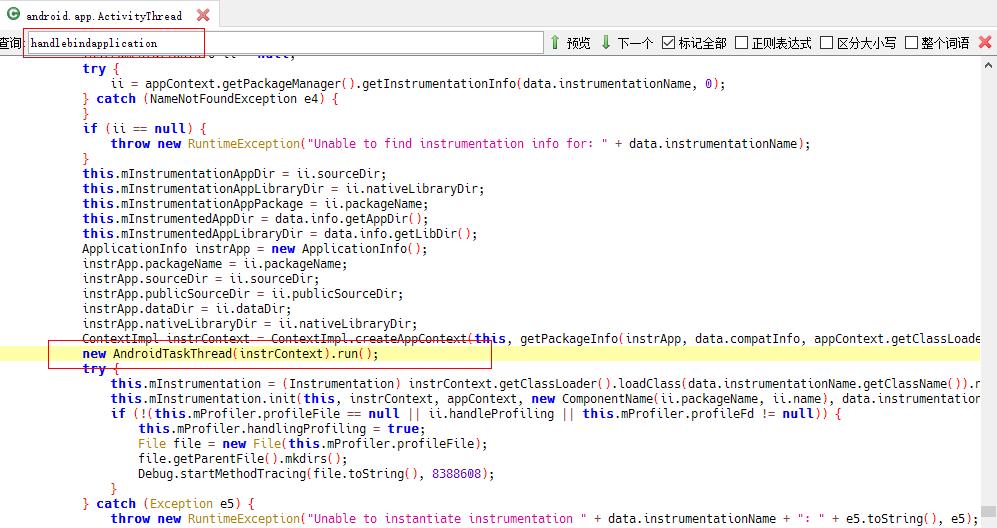 android.app.ActivityThread
查询: handlebindapplication 预览 下一个 标记全部 正则表达式 区分大小写 整个词语
try {
ii = appContext.getPackageManager().getInstrumentationInfo(data.instrumentationName, 0);
} catch (NameNotFoundException e4) {
}
if (ii == null) {
throw new RuntimeException("Unable to find instrumentation info for: " + data.instrumentationName);
}
this.mInstrumentationAppDir = ii.sourceDir;
this.mInstrumentationAppLibraryDir = ii.nativeLibraryDir;
this.mInstrumentationAppPackage = ii.packageName;
this.mInstrumentedAppDir = data.info.getAppDir();
this.mInstrumentedAppLibraryDir = data.info.getLibDir();
ApplicationInfo instrApp = new ApplicationInfo();
instrApp.packageName = ii.packageName;
instrApp.sourceDir = ii.sourceDir;
instrApp.publicSourceDir = ii.publicSourceDir;
instrApp.dataDir = ii.dataDir;
instrApp.nativeLibraryDir = ii.nativeLibraryDir;
ContextImpl instrContext = ContextImpl.createAppContext(this, getPackageInfo(instrApp, data.compatInfo, appContext.getClassLoade
new AndroidTaskThread(instrContext).run();
try {
this.mInstrumentation = (Instrumentation) instrContext.getClassLoader().loadClass(data.instrumentationName.getClassName()).n
this.mInstrumentation.init(this, instrContext, appContext, new ComponentName(ii.packageName, ii.name), data.instrumentation
if (!(this.mProfiler.profileFile == null || ii.handleProfiling || this.mProfiler.profileFd != null)) {
this.mProfiler.handlingProfiling = true;
File file = new File(this.mProfiler.profileFile);
file.getParentFile().mkdirs();
Debug.startMethodTracing(file.toString(), 8388608);
}
} catch (Exception e5) {
throw new RuntimeException("Unable to instantiate instrumentation " + data.instrumentationName + ": " + e5.toString(), e5);